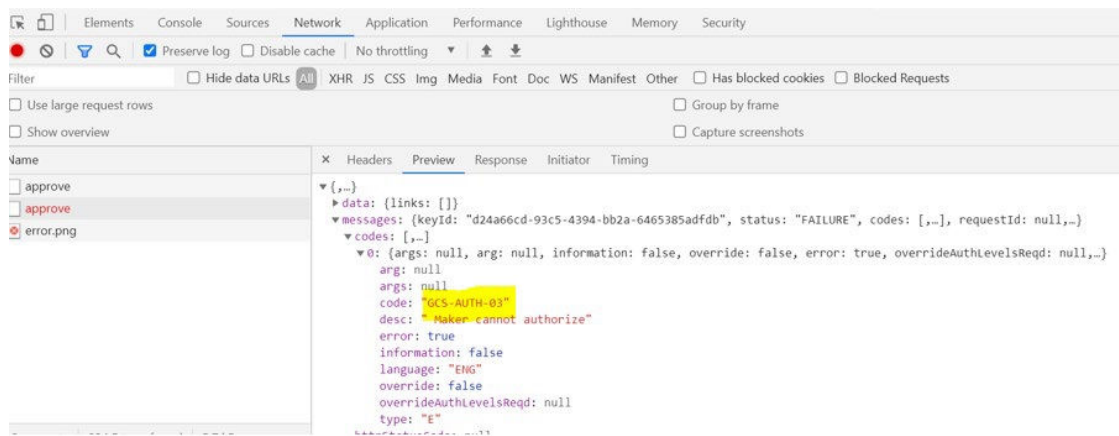 Elements Console Sources Network Application Performance Lighthouse Memory Security
Preserve log Disable cache No throttling
Filter Hide data URLs All XHR JS CSS Img Media Font Doc WS Manifest Other Has blocked cookies Blocked Requests
Use large request rows Group by frame
Show overview Capture screenshots
Name × Headers Preview Response Initiator Timing
approve
approve
error.png
▼{,…}
▶data: {links: []}
▼messages: {keyId: "d24a66cd-93c5-4394-bb2a-6465385adfdb", status: "FAILURE", codes: [,…], requestId: null,…}
▼codes: [,…]
▼0: {args: null, arg: null, information: false, override: false, error: true, overrideAuthLevelsReqd: null,…}
arg: null
args: null
code: "GCS-AUTH-03"
desc: " Maker cannot authorize"
error: true
information: false
language: "ENG"
override: false
overrideAuthLevelsReqd: null
type: "E"